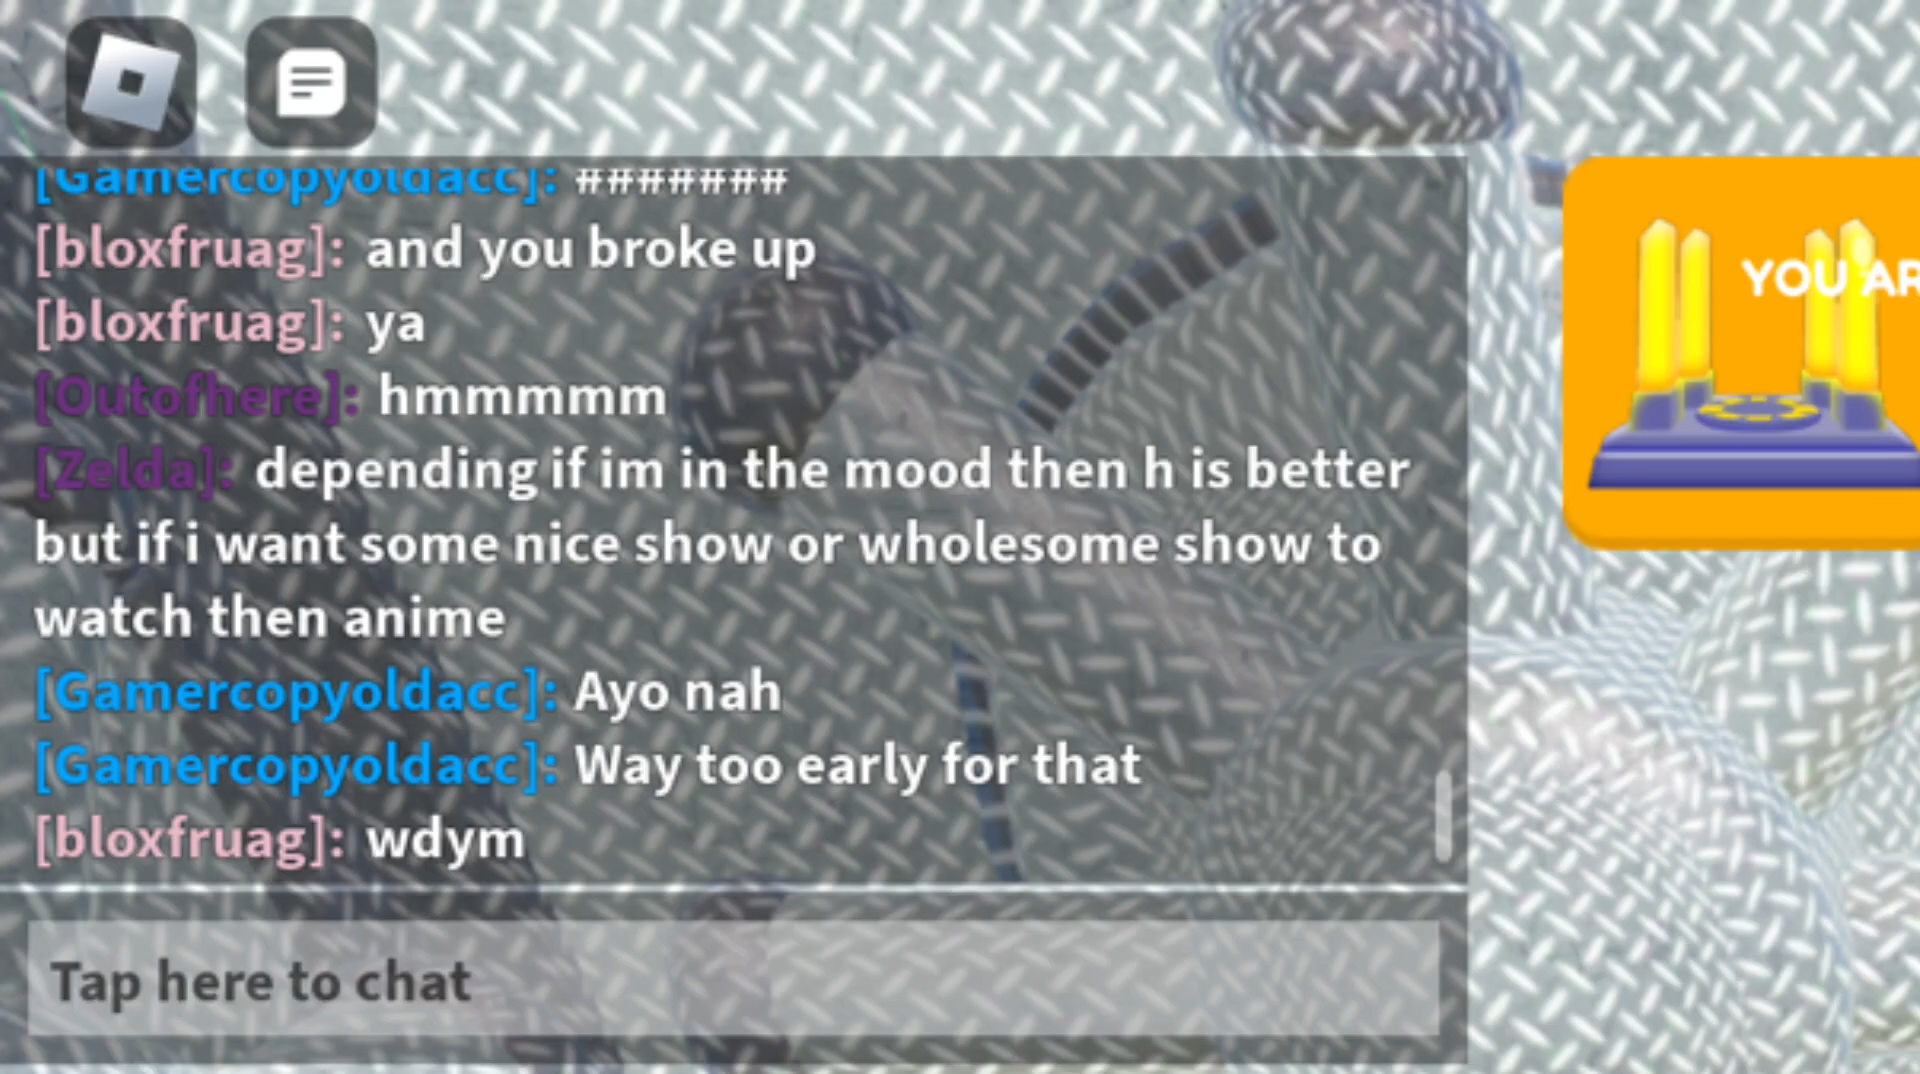 [Gamercopyoldacc]: #######
[bloxfruag]: and you broke up
[bloxfruag]: ya
[Outofhere]: hmmmmm
[Zelda]: depending if im in the mood then h is better
but if i want some nice show or wholesome show to
watch then anime
[Gamercopyoldacc]: Ayo nah
[Gamercopyoldacc]: Way too early for that
[bloxfruag]: wdym
Tap here to chat
YOU AR